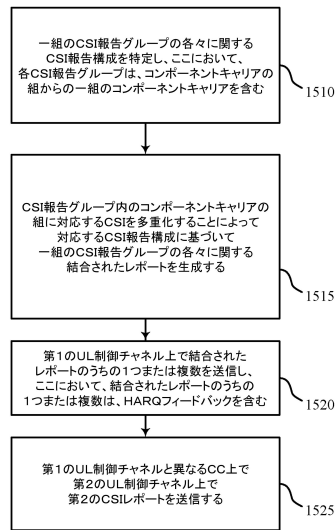 一組のCSI報告グループの各々に関する
CSI報告構成を特定し、ここにおいて、
各CSI報告グループは、コンポーネントキャリアの
組からの一組のコンポーネントキャリアを含む
1510
CSI報告グループ内のコンポーネントキャリアの
組に対応するCSIを多重化することによって
対応するCSI報告構成に基づいて
一組のCSI報告グループの各々に関する
結合されたレポートを生成する
1515
第1のUL制御チャネル上で結合された
レポートのうちの1つまたは複数を送信し、
ここにおいて、結合されたレポートのうちの
1つまたは複数は、HARQフィードバックを含む
1520
第1のUL制御チャネルと異なるCC上で
第2のUL制御チャネル上で
第2のCSIレポートを送信する
1525